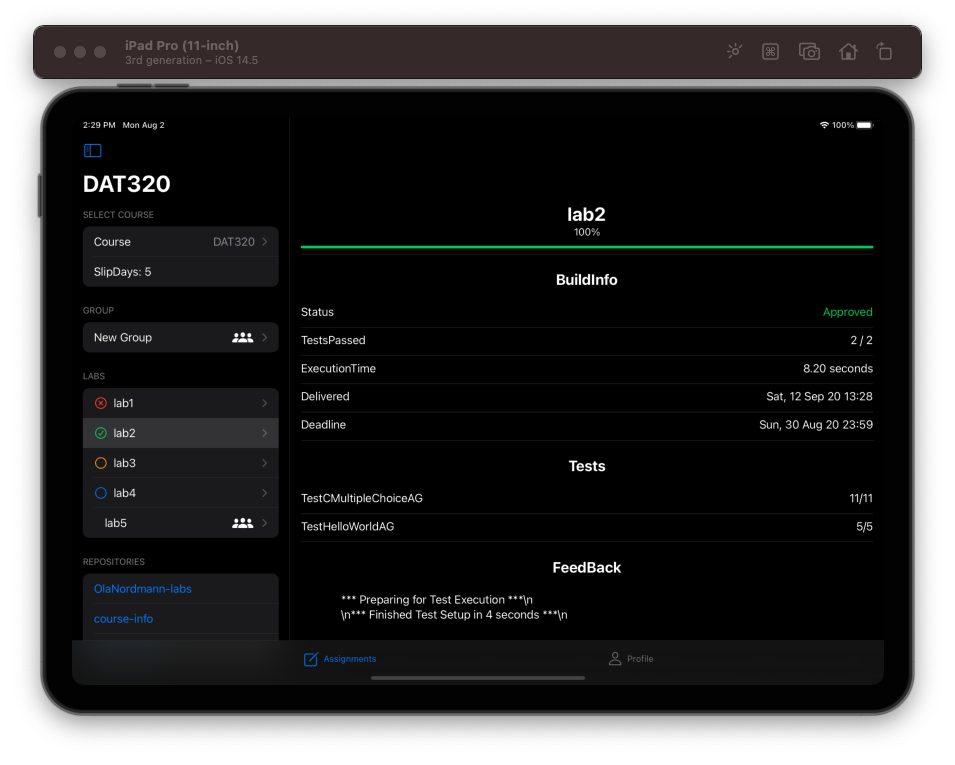 iPad Pro (11-inch)
3rd generation – iOS 14.5
2:29 PM Mon Aug 2
100%
DAT320
SELECT COURSE
Course DAT320
SlipDays: 5
GROUP
New Group
LABS
lab1
lab2
lab3
lab4
lab5
REPOSITORIES
OlaNordmann-labs
course-info
lab2
100%
BuildInfo
Status Approved
TestsPassed 2 / 2
ExecutionTime 8.20 seconds
Delivered Sat, 12 Sep 20 13:28
Deadline Sun, 30 Aug 20 23:59
Tests
TestCMultipleChoiceAG 11/11
TestHelloWorldAG 5/5
FeedBack
*** Preparing for Test Execution ***\n
\n*** Finished Test Setup in 4 seconds ***\n
Assignments
Profile